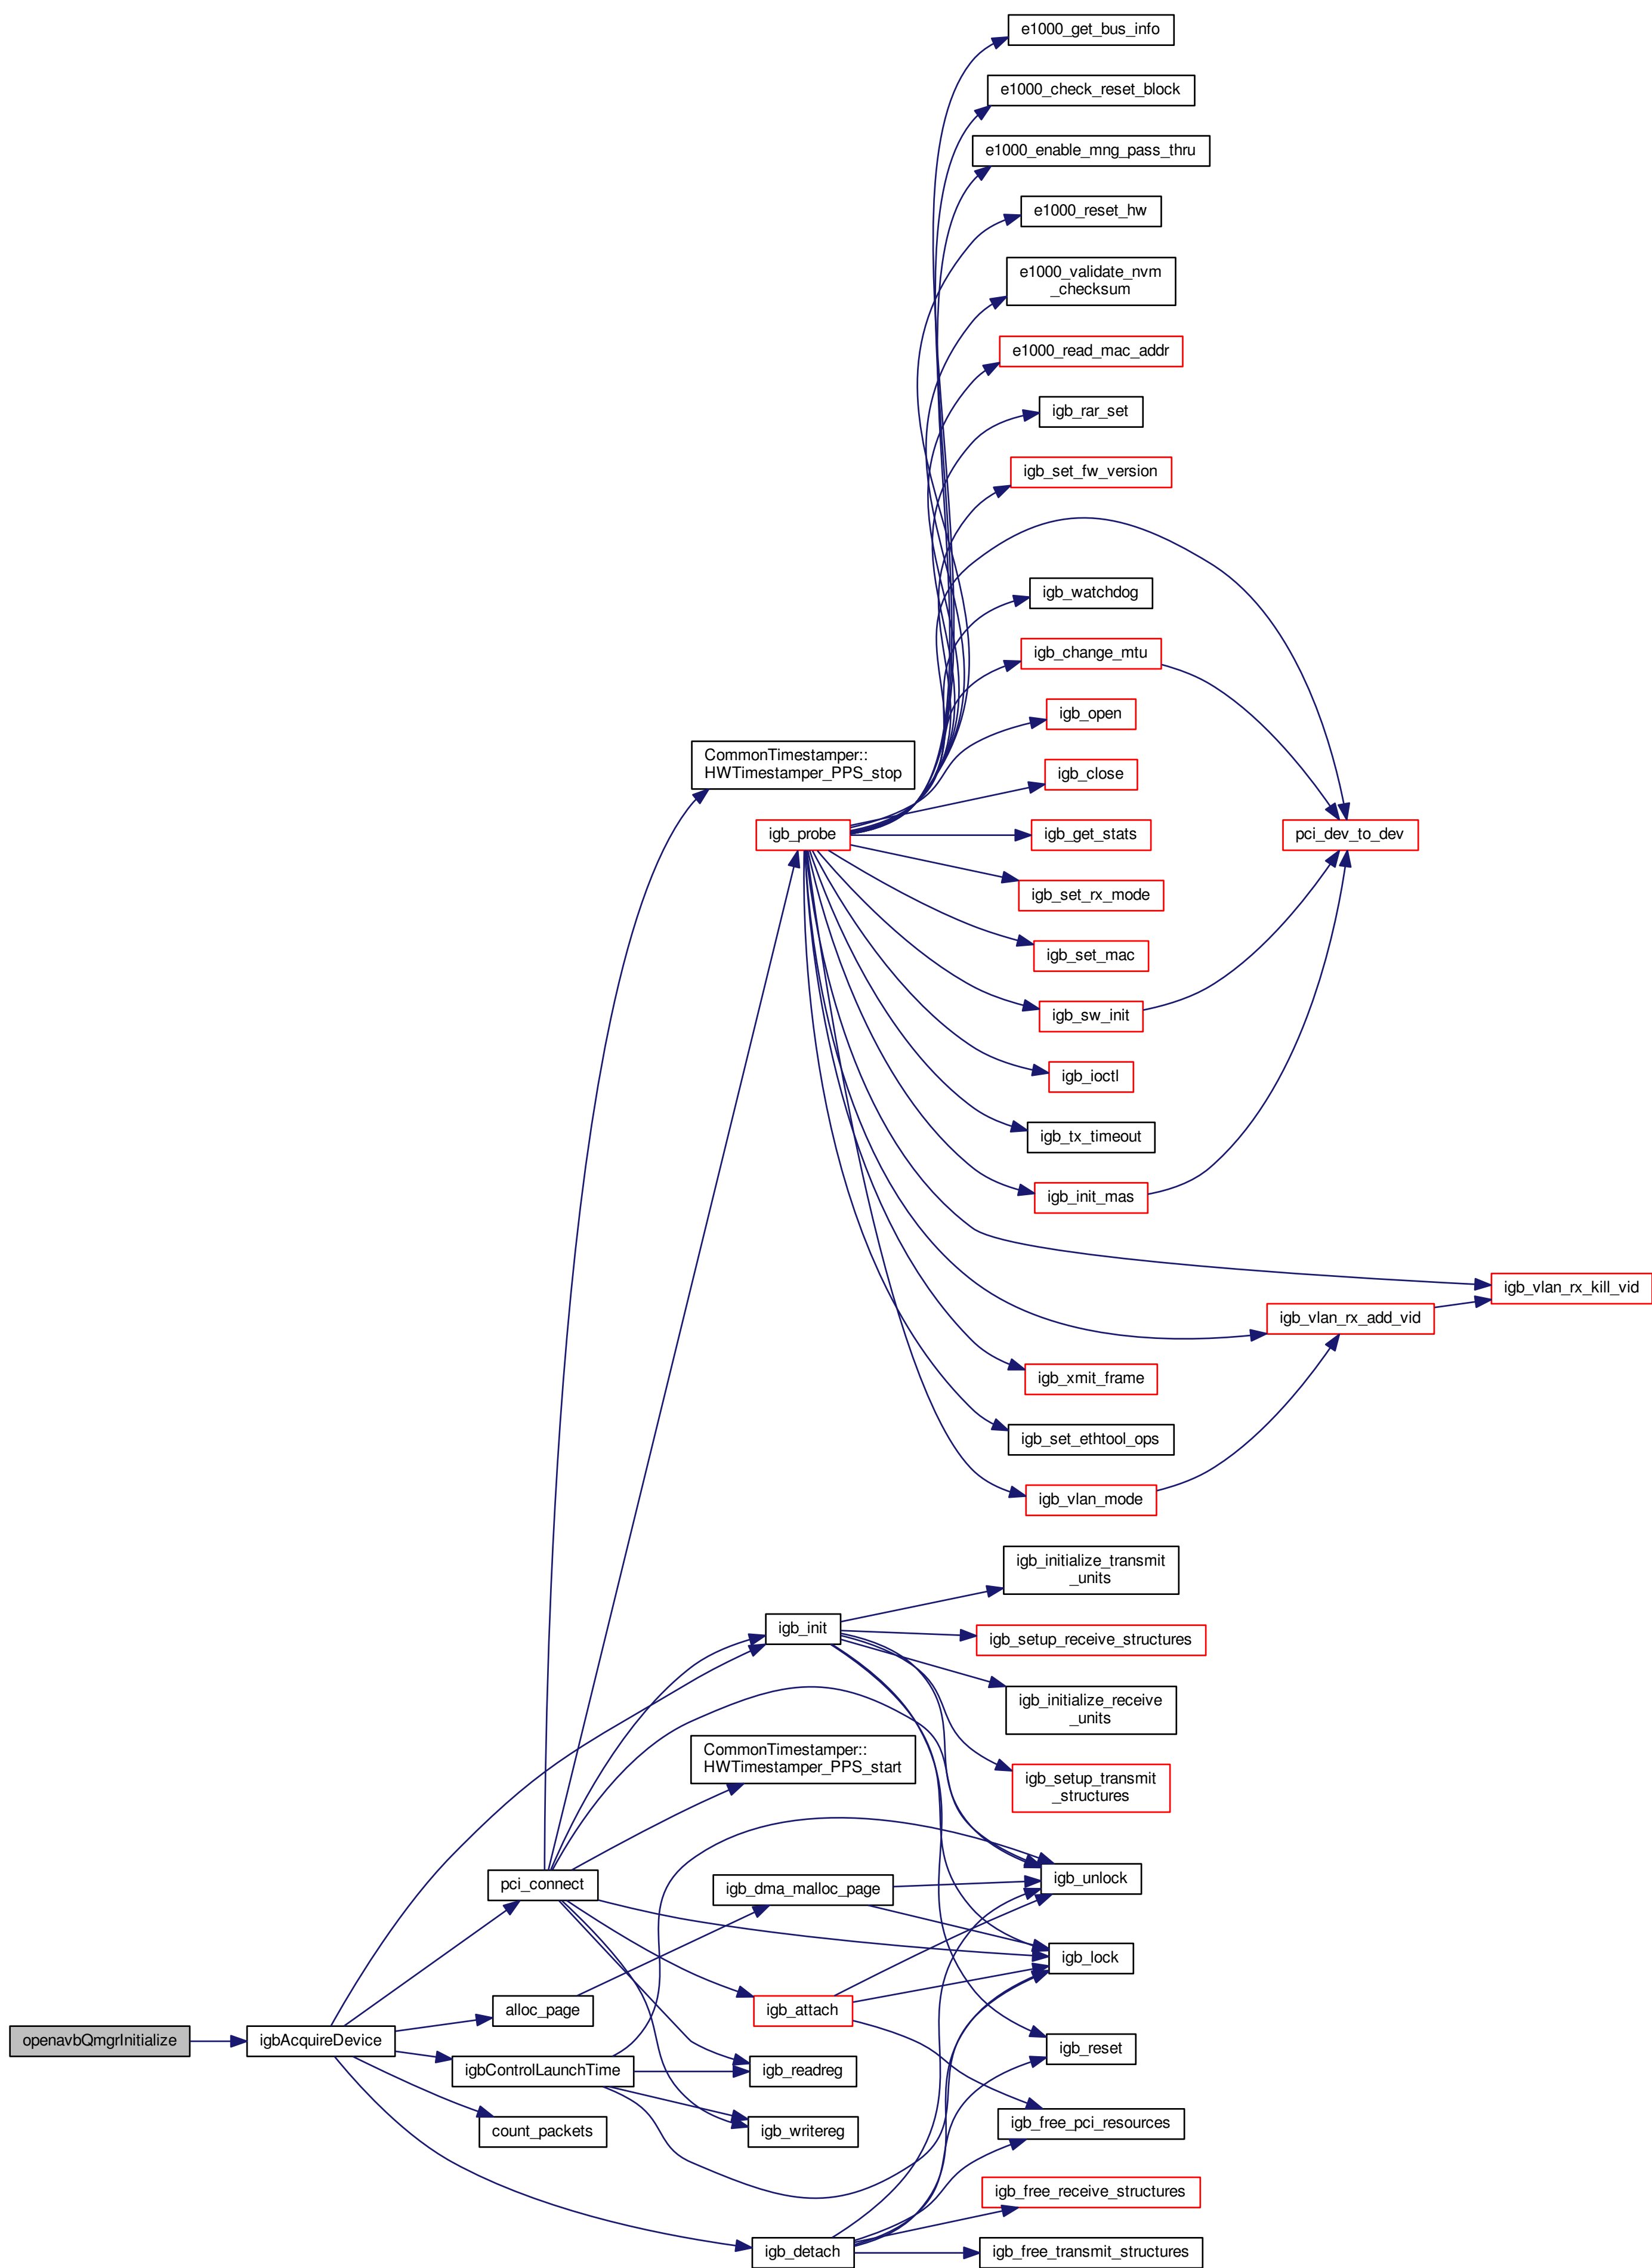 e1000_get_bus_info
e1000_check_reset_block
e1000_enable_mng_pass_thru
e1000_reset_hw
e1000_validate_nvm
_checksum
e1000_read_mac_addr
igb_rar_set
igb_set_fw_version
igb_watchdog
igb_change_mtu
igb_open
CommonTimestamper::
HWTimestamper_PPS_stop
igb_close
igb_probe
igb_get_stats
pci_dev_to_dev
igb_set_rx_mode
igb_set_mac
igb_sw_init
igb_ioctl
igb_tx_timeout
igb_init_mas
igb_vlan_rx_kill_vid
igb_vlan_rx_add_vid
igb_xmit_frame
igb_set_ethtool_ops
igb_vlan_mode
igb_initialize_transmit
_units
igb_init
igb_setup_receive_structures
igb_initialize_receive
_units
CommonTimestamper::
HWTimestamper_PPS_start
igb_setup_transmit
_structures
pci_connect
igb_dma_malloc_page
igb_unlock
igb_lock
alloc_page
igb_attach
openavbQmgrInitialize
igbAcquireDevice
igb_reset
igbControlLaunchTime
igb_readreg
count_packets
igb_writereg
igb_free_pci_resources
igb_free_receive_structures
igb_detach
igb_free_transmit_structures